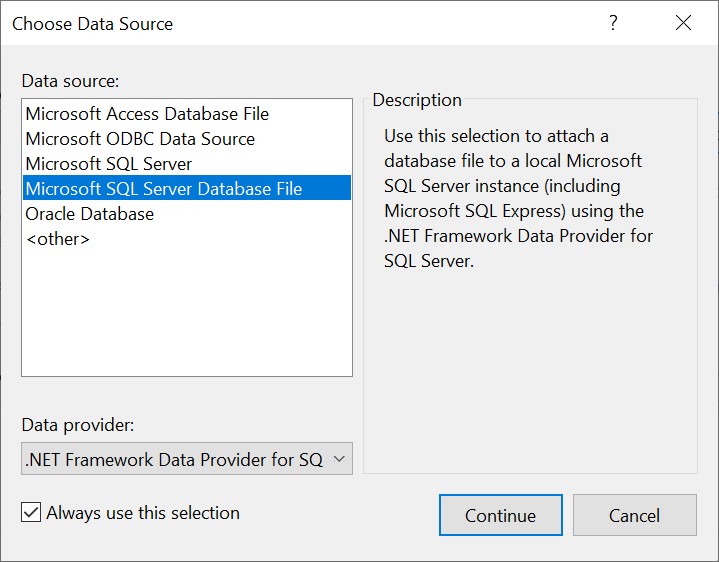 Choose Data Source
?
Data source:
Microsoft Access Database File
Microsoft ODBC Data Source
Microsoft SQL Server
Microsoft SQL Server Database File
Oracle Database
<other>
Description
Use this selection to attach a
database file to a local Microsoft
SQL Server instance (including
Microsoft SQL Express) using the
.NET Framework Data Provider for
SQL Server.
Data provider:
.NET Framework Data Provider for SQ
Always use this selection
Continue
Cancel